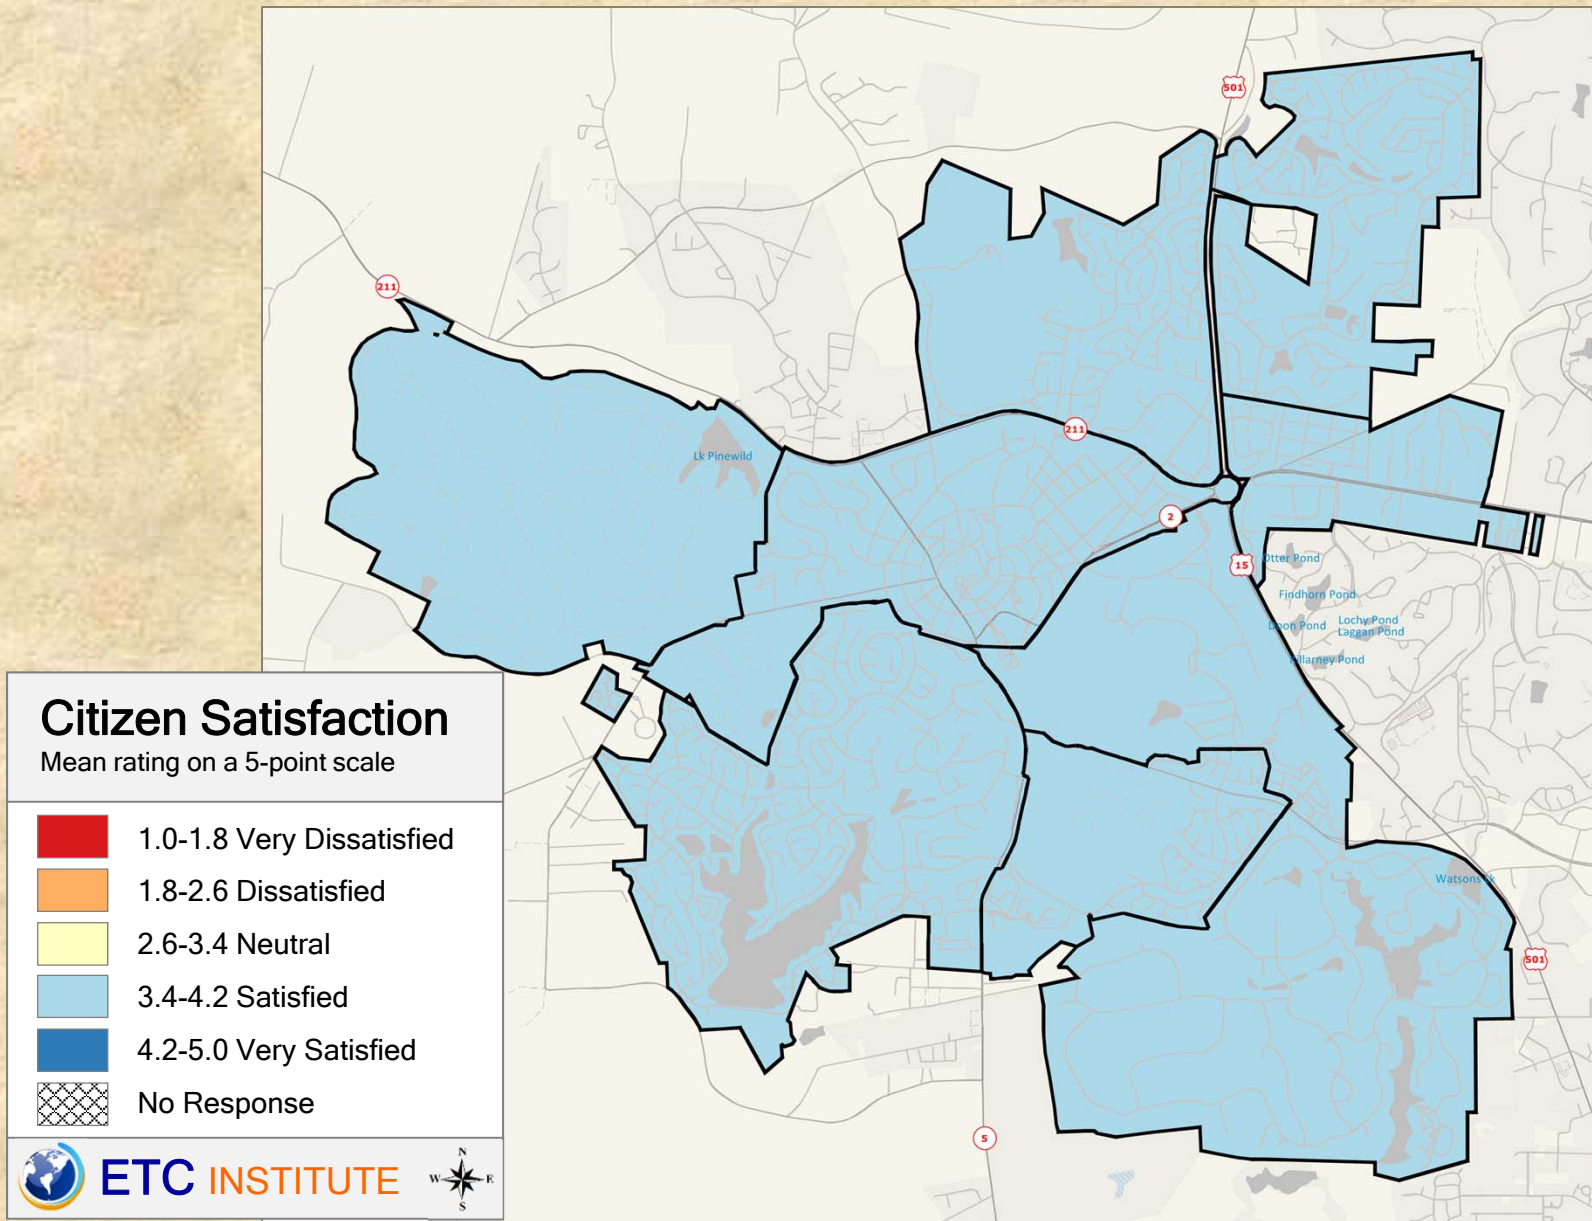 501
211
211
Lk Pinewild
2
15
Otter Pond
Findhorn Pond
Lochy Pond
Doon Pond
Laggan Pond
Killarney Pond
Citizen Satisfaction
Mean rating on a 5-point scale
1.0-1.8 Very Dissatisfied
1.8-2.6 Dissatisfied
2.6-3.4 Neutral
3.4-4.2 Satisfied
4.2-5.0 Very Satisfied
No Response
Watsons Lk
501
5
ETC INSTITUTE
N
W E
S